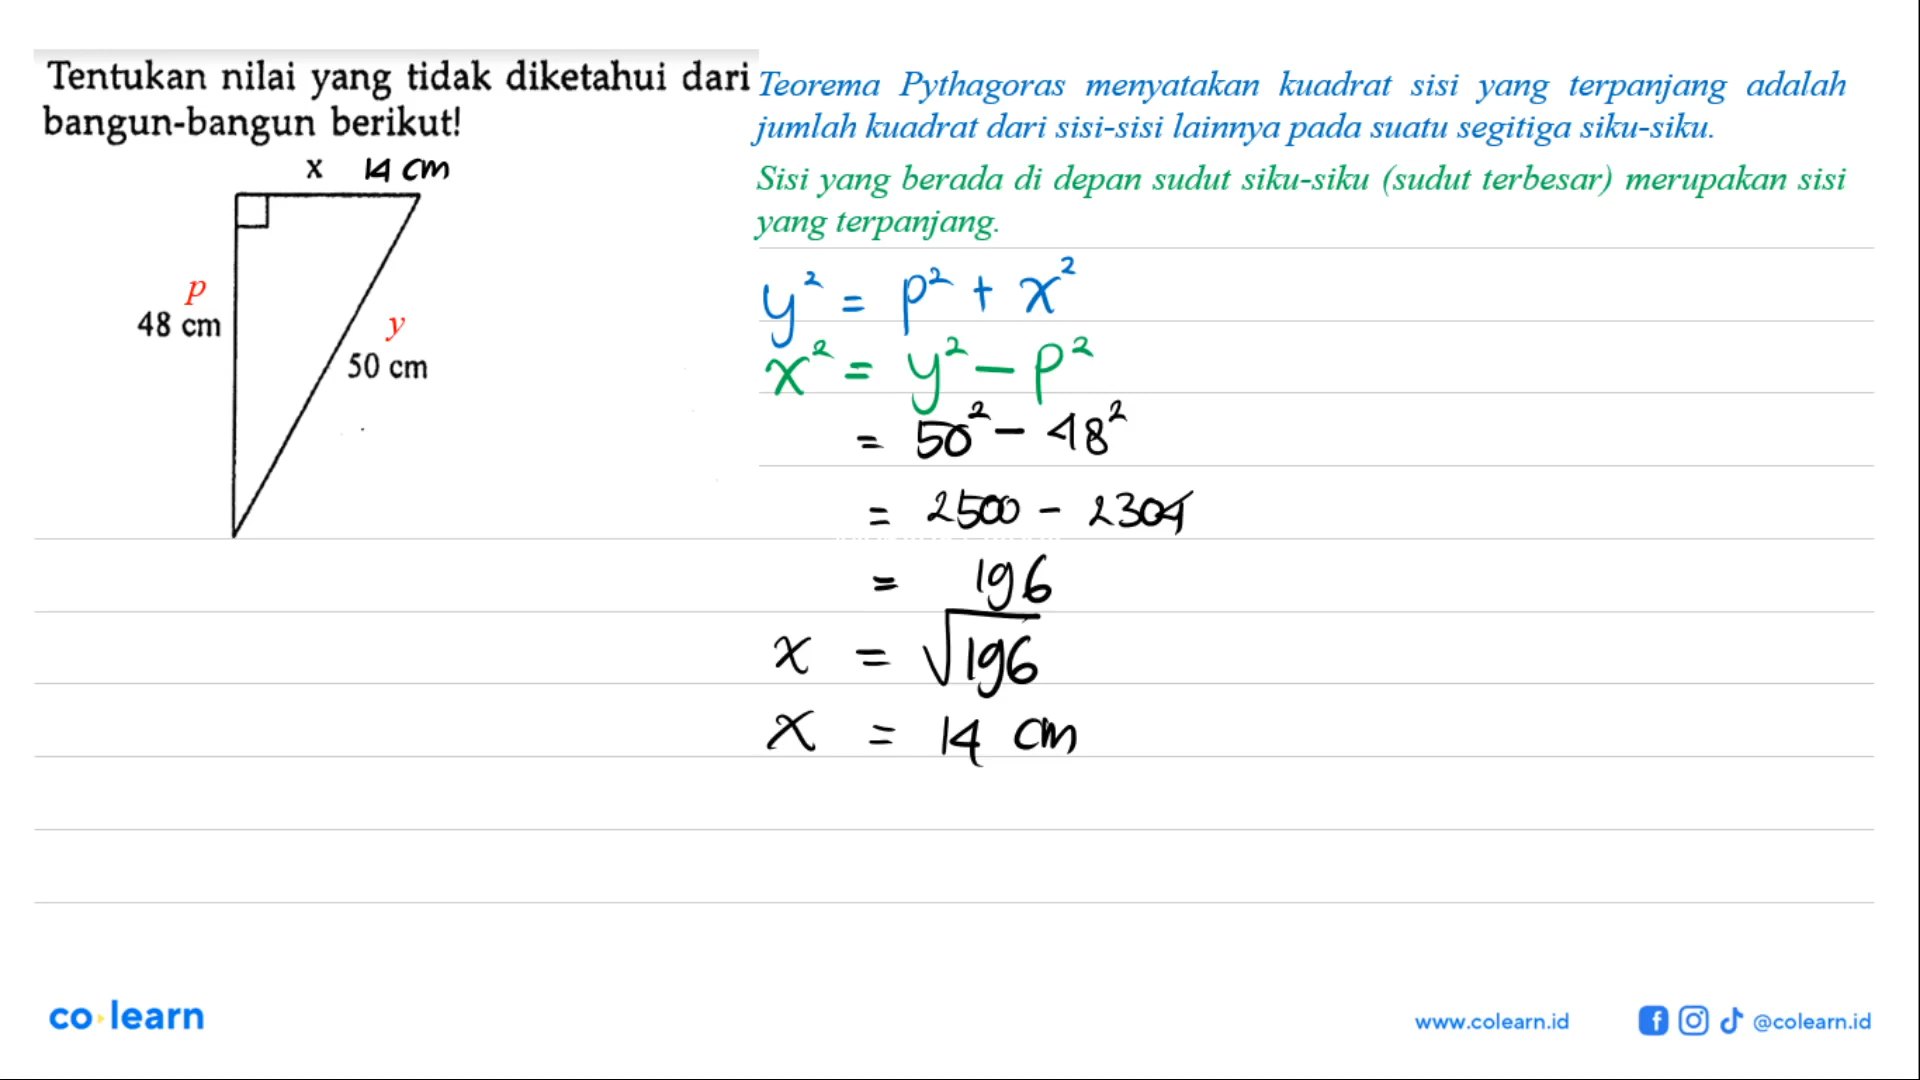 Tentukan nilai yang tidak diketahui dari
bangun-bangun berikut!
x 14 cm
p
48 cm
y
50 cm
Teorema Pythagoras menyatakan kuadrat sisi yang terpanjang adalah
jumlah kuadrat dari sisi-sisi lainnya pada suatu segitiga siku-siku.
Sisi yang berada di depan sudut siku-siku (sudut terbesar) merupakan sisi
yang terpanjang.
y² = p² + x²
x² = y² - p²
= 50² - 48²
= 2500 - 2304
= 196
x = √196
x = 14 cm
co learn
www.colearn.id
@colearn.id